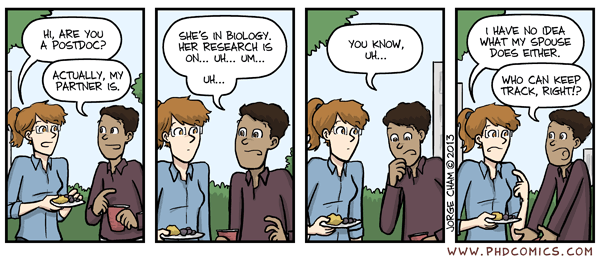 HI, ARE YOU
A POSTDOC?
ACTUALLY, MY
PARTNER IS.
SHE'S IN BIOLOGY.
HER RESEARCH IS
ON... UH... UM...
UH...
YOU KNOW,
UH...
I HAVE NO IDEA
WHAT MY SPOUSE
DOES EITHER.
WHO CAN KEEP
TRACK, RIGHT!?
JORGE CHAM © 2013
WWW.PHDCOMICS.COM